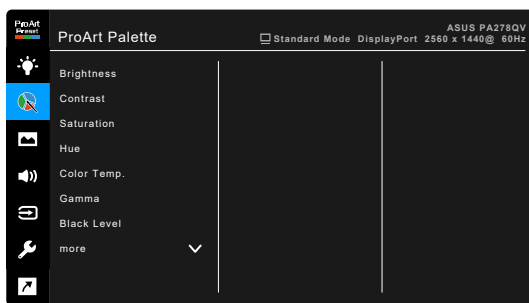 ProArt
Preset
ProArt Palette
ASUS PA278QV
Standard Mode DisplayPort 2560 x 1440@ 60Hz
Brightness
Contrast
Saturation
Hue
Color Temp.
Gamma
Black Level
more